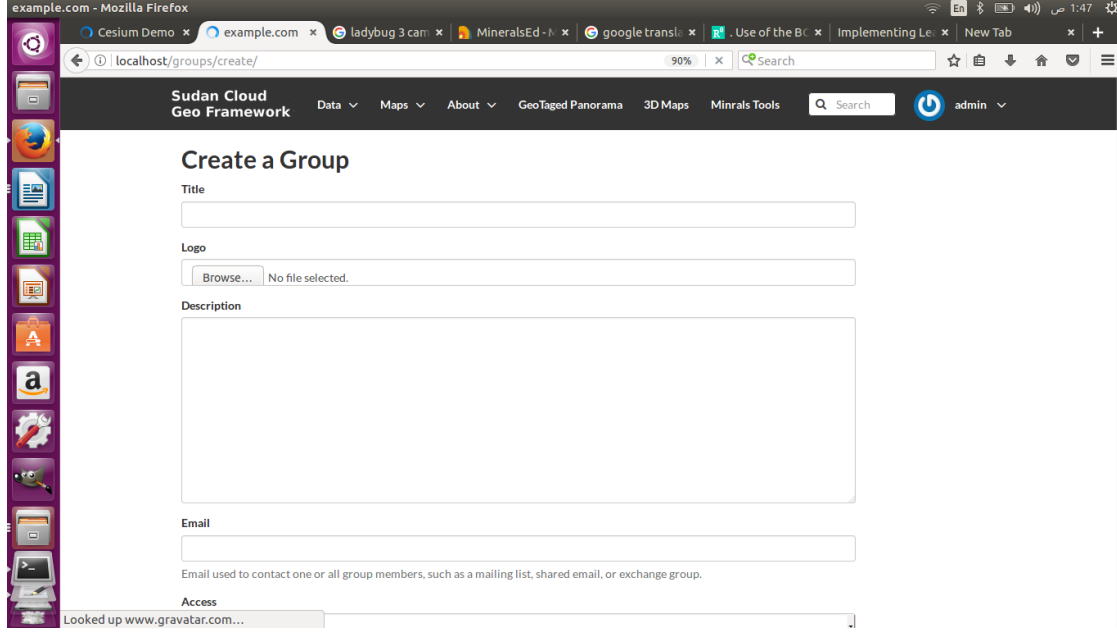 example.com - Mozilla Firefox
En
1:47 ص
Cesium Demo
example.com
ladybug 3 cam
MineralsEd - M
google transla
. Use of the BC
Implementing Lea
New Tab
localhost/groups/create/
90%
Search
Sudan Cloud
Geo Framework
Data
Maps
About
GeoTaged Panorama
3D Maps
Minrals Tools
Search
admin
Create a Group
Title
Logo
Browse...
No file selected.
Description
Email
Email used to contact one or all group members, such as a mailing list, shared email, or exchange group.
Access
Looked up www.gravatar.com...